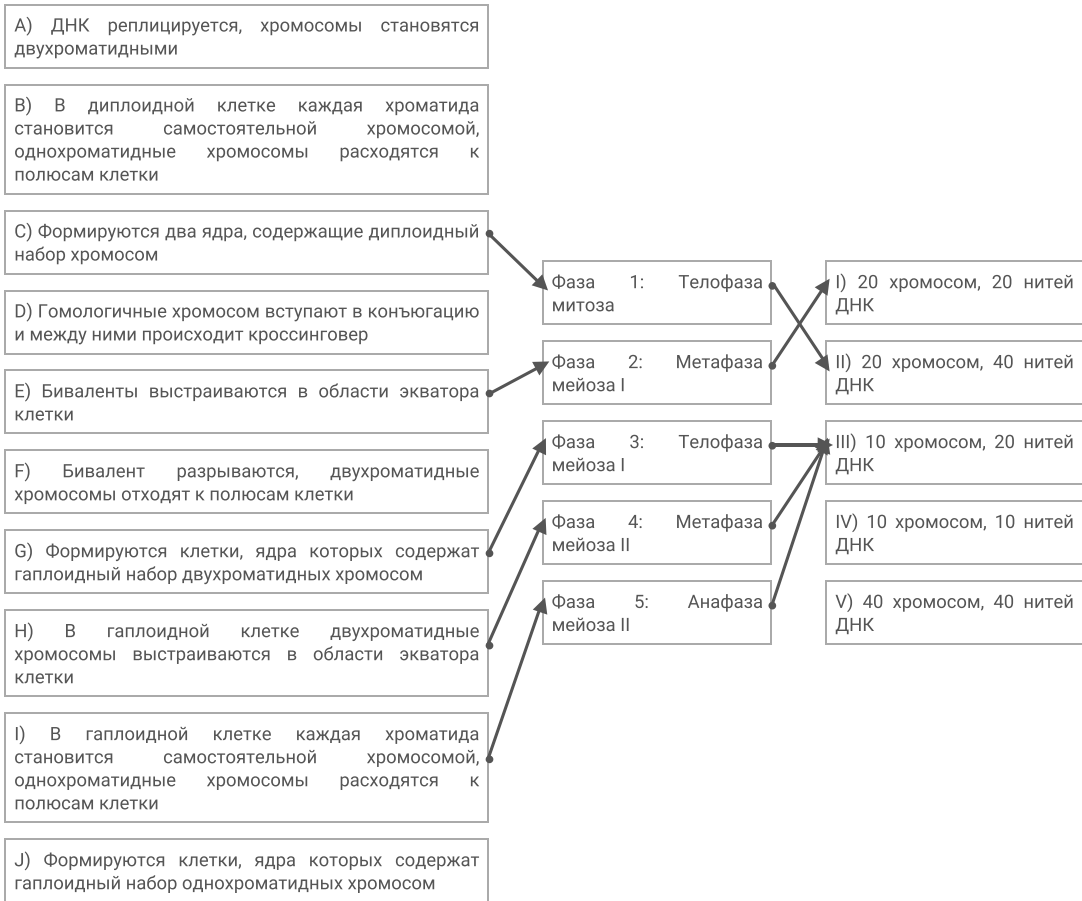 A) ДНК реплицируется, хромосомы становятся
двухроматидными
B) В диплоидной клетке каждая хроматида
становится самостоятельной хромосомой,
однохроматидные хромосомы расходятся к
полюсам клетки
C) Формируются два ядра, содержащие диплоидный
набор хромосом
D) Гомологичные хромосом вступают в конъюгацию
и между ними происходит кроссинговер
E) Биваленты выстраиваются в области экватора
клетки
F) Бивалент разрываются, двухроматидные
хромосомы отходят к полюсам клетки
G) Формируются клетки, ядра которых содержат
гаплоидный набор двухроматидных хромосом
H) В гаплоидной клетке двухроматидные
хромосомы выстраиваются в области экватора
клетки
I) В гаплоидной клетке каждая хроматида
становится самостоятельной хромосомой,
однохроматидные хромосомы расходятся к
полюсам клетки
J) Формируются клетки, ядра которых содержат
гаплоидный набор однохроматидных хромосом
Фаза 1: Телофаза
митоза
Фаза 2: Метафаза
мейоза I
Фаза 3: Телофаза
мейоза I
Фаза 4: Метафаза
мейоза II
Фаза 5: Анафаза
мейоза II
I) 20 хромосом, 20 нитей
ДНК
II) 20 хромосом, 40 нитей
ДНК
III) 10 хромосом, 20 нитей
ДНК
IV) 10 хромосом, 10 нитей
ДНК
V) 40 хромосом, 40 нитей
ДНК